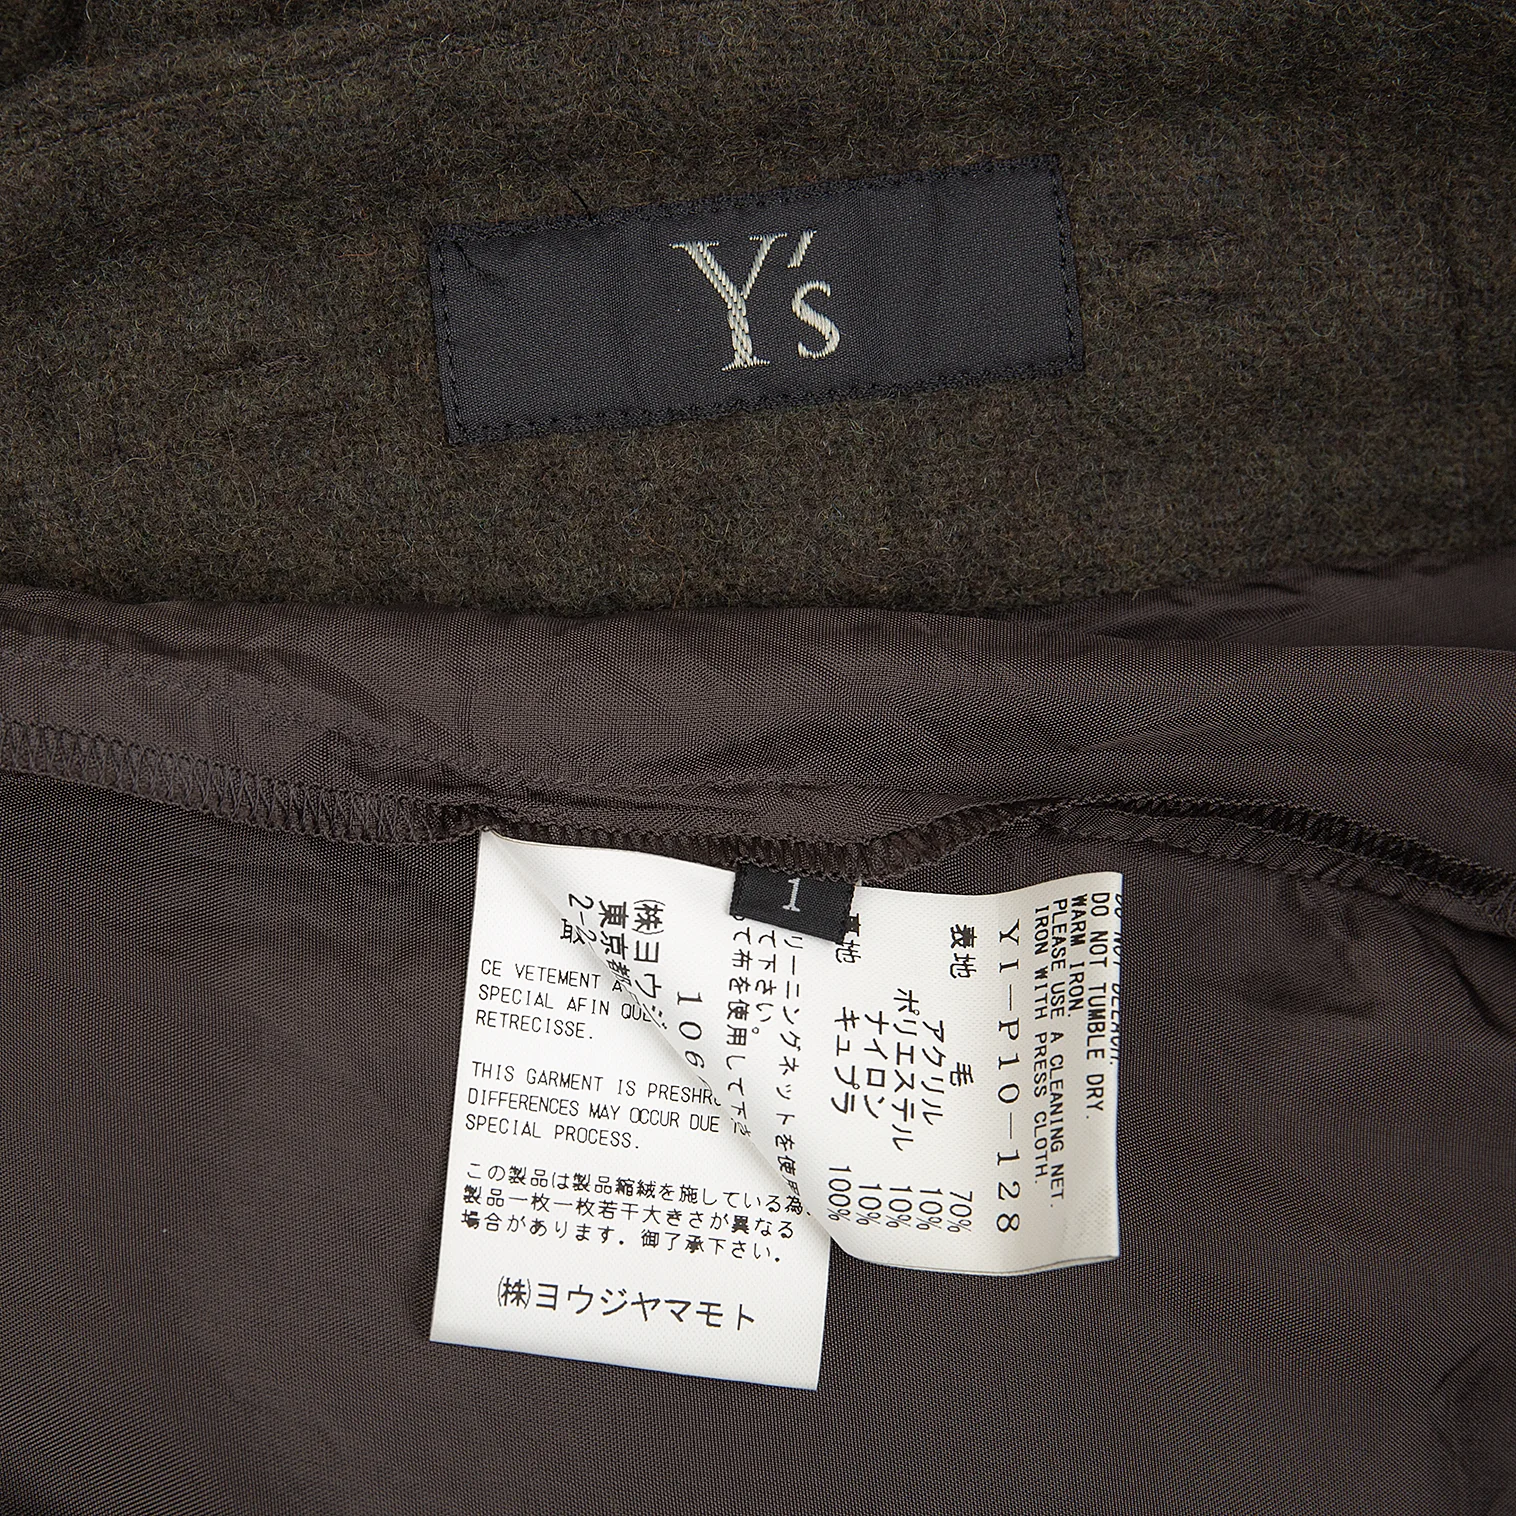 Y's
1
CE VETEMENT A
SPECIAL AFIN QUE
RETRECISSE.
THIS GARMENT IS PRESHR
DIFFERENCES MAY OCCUR DUE
SPECIAL PROCESS.
この製品は製品縮絨を施している為、
製品一枚一枚若干大きさが異なる
場合があります。御了承下さい。
㈱ヨウジヤマモト
㈱ヨウジ
東京都
2-2
106
リーニングネットを使用
て下さい。
て布を使用して下さ
DO NOT TUMBLE DRY.
WARM IRON.
PLEASE USE A CLEANING NET.
IRON WITH PRESS CLOTH.
YI-P10-128
表地 毛 70%
アクリル 10%
ポリエステル 10%
ナイロン 10%
キュプラ 100%